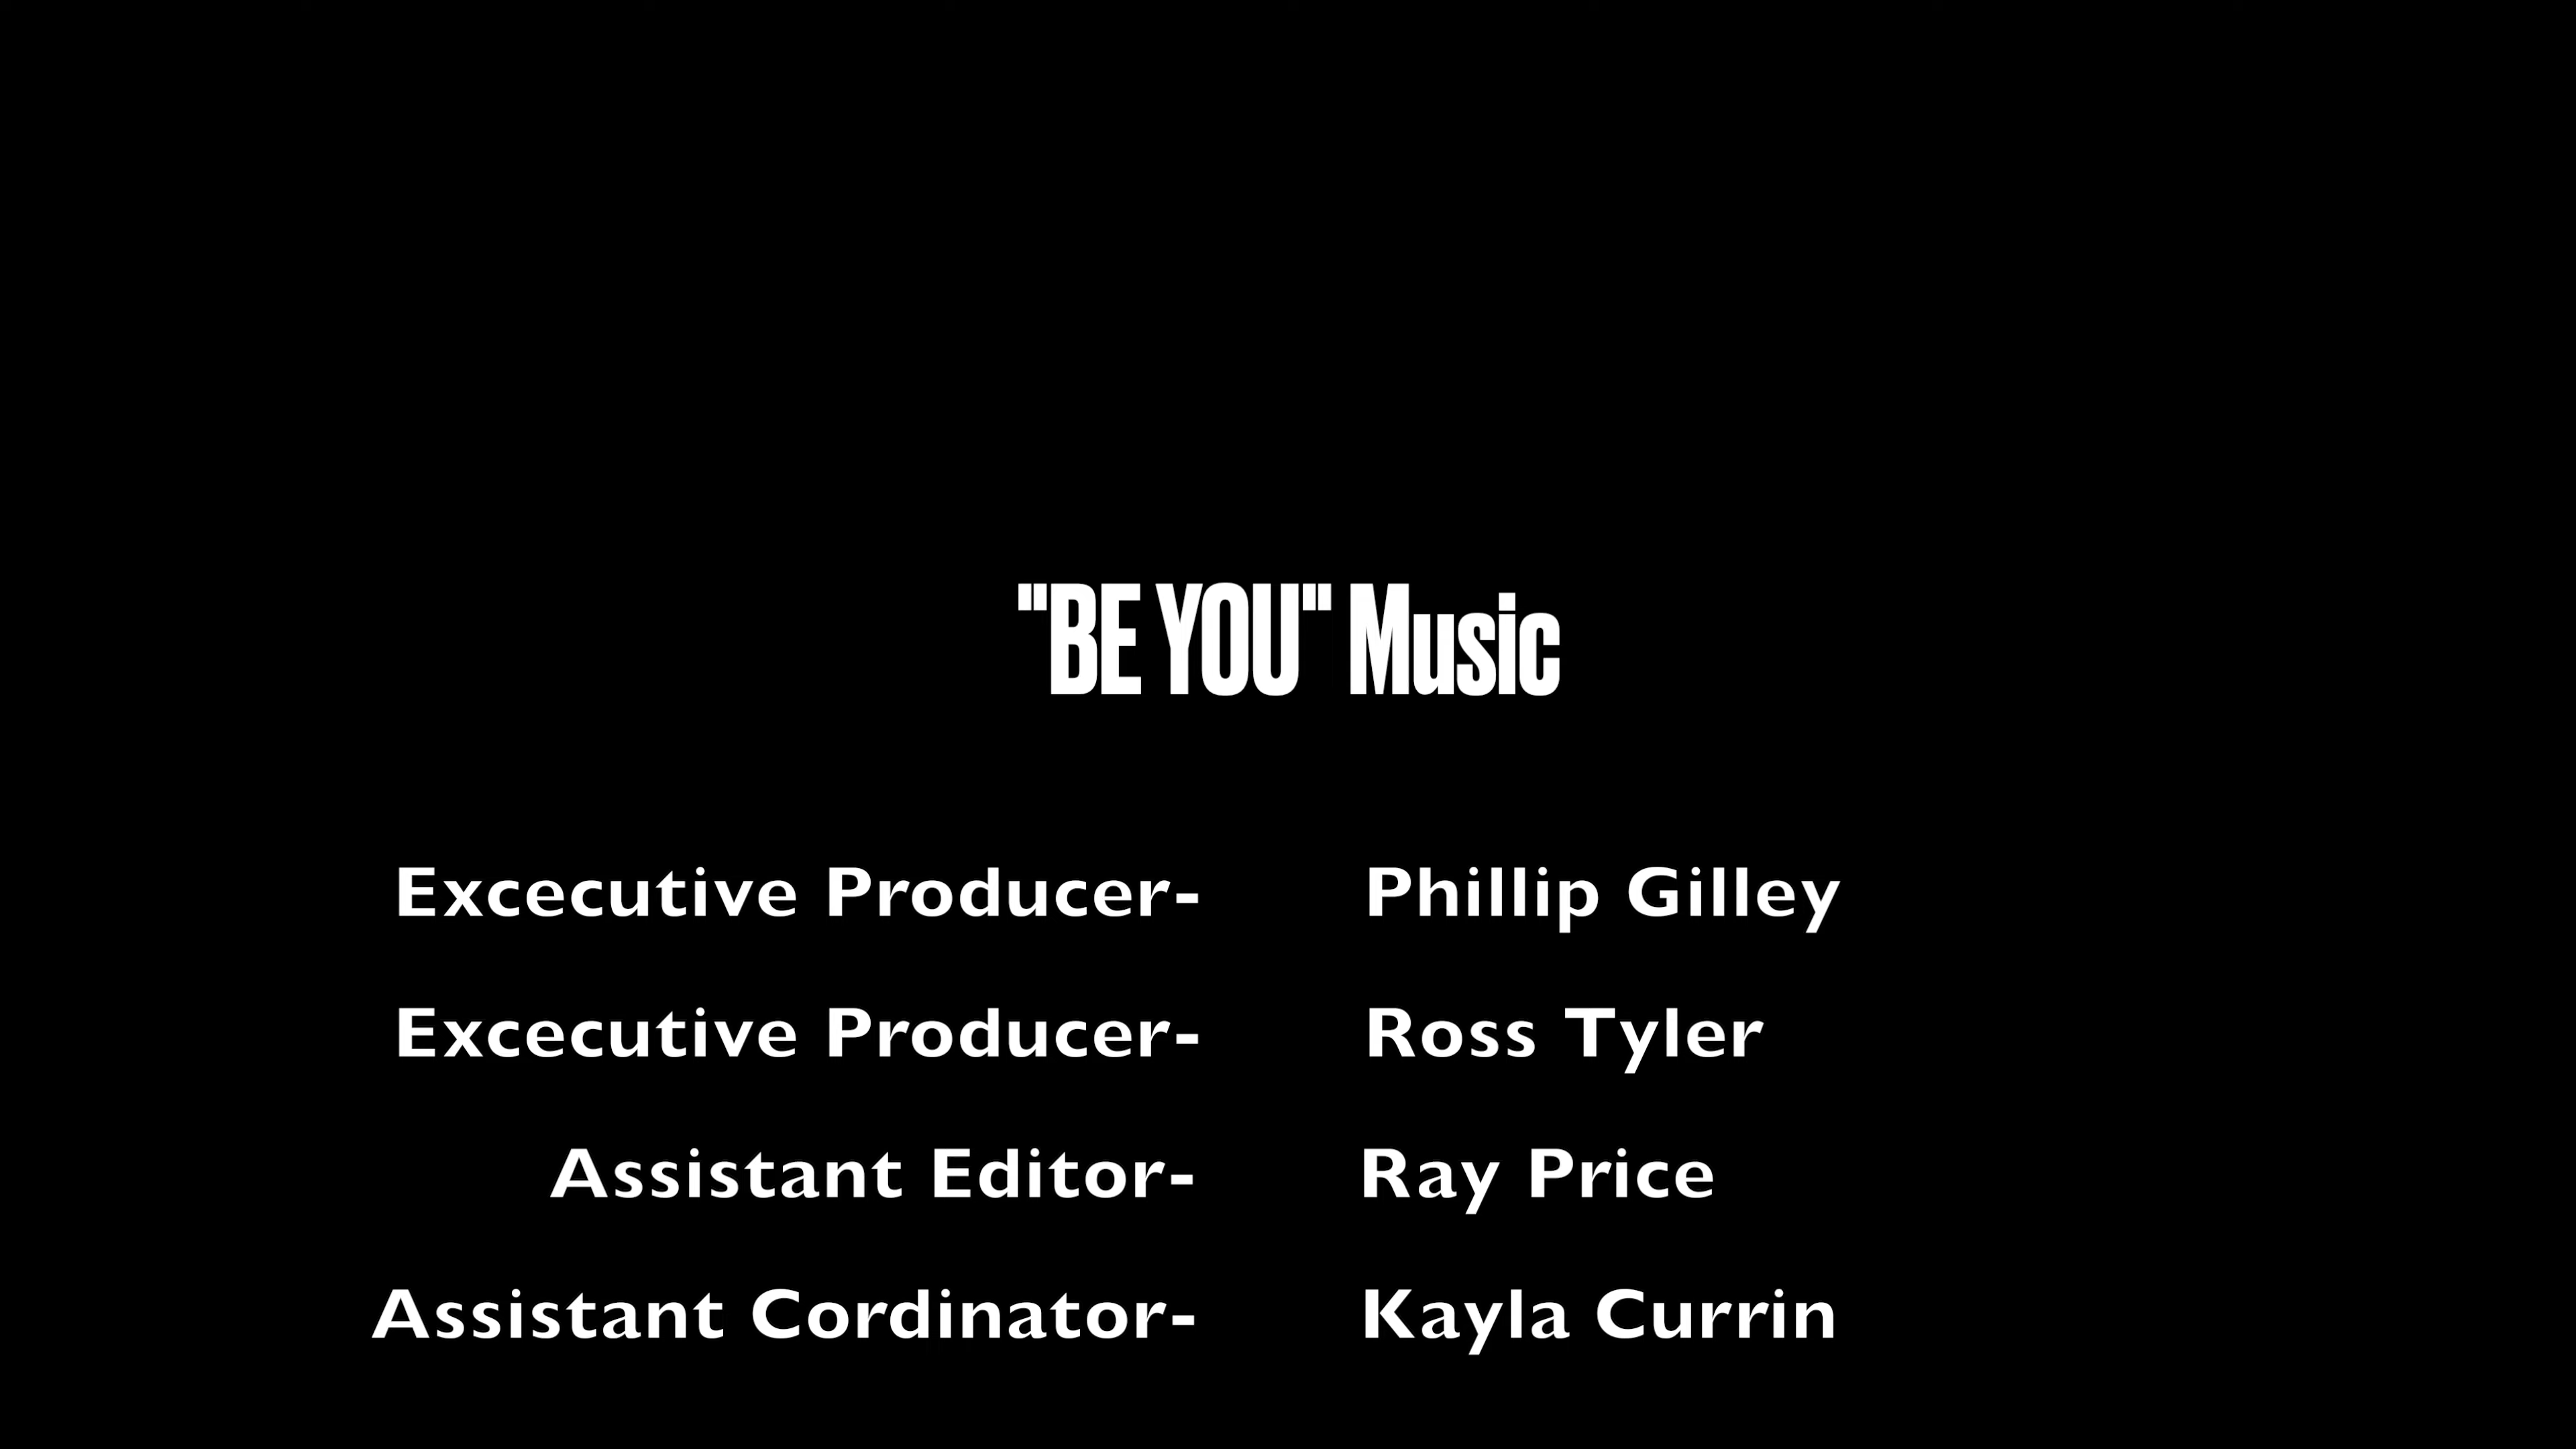 "BE YOU" Music
Excecutive Producer- Phillip Gilley
Excecutive Producer- Ross Tyler
Assistant Editor- Ray Price
Assistant Cordinator- Kayla Currin